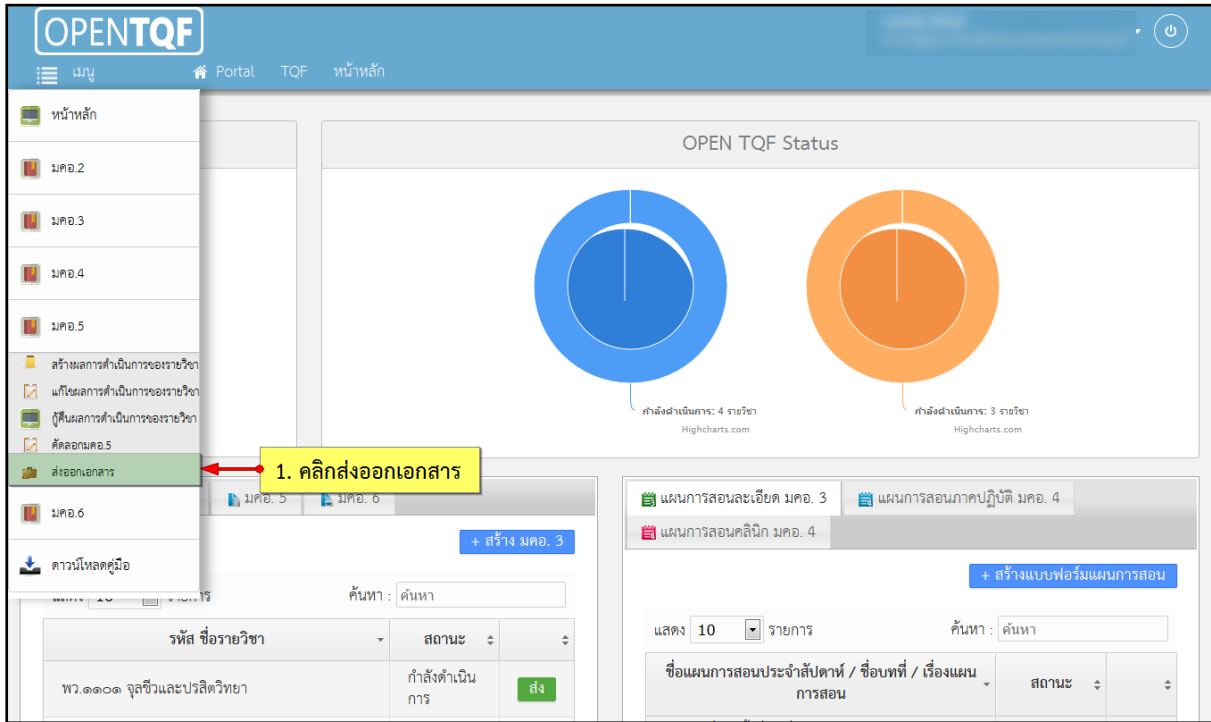 OPENTQF
เมนู
Portal TQF หน้าหลัก
หน้าหลัก
มคอ.2
มคอ.3
มคอ.4
มคอ.5
สร้างผลการดำเนินการของรายวิชา
แก้ไขผลการดำเนินการของรายวิชา
กู้คืนผลการดำเนินการของรายวิชา
คัดลอกมคอ.5
ส่งออกเอกสาร
มคอ.6
ดาวน์โหลดคู่มือ
1. คลิกส่งออกเอกสาร
OPEN TQF Status
กำลังดำเนินการ: 4 รายวิชา
Highcharts.com
กำลังดำเนินการ: 3 รายวิชา
Highcharts.com
มคอ. 5 มคอ. 6
+ สร้าง มคอ. 3
ค้นหา : ค้นหา
รหัส ชื่อรายวิชา สถานะ
พว.๑๑๐๑ จุลชีวและปรสิตวิทยา กำลังดำเนิน
การ ส่ง
แผนการสอนละเอียด มคอ. 3 แผนการสอนภาคปฏิบัติ มคอ. 4
แผนการสอนคลินิก มคอ. 4
+ สร้างแบบฟอร์มแผนการสอน
แสดง 10 รายการ ค้นหา : ค้นหา
ชื่อแผนการสอนประจำสัปดาห์ / ชื่อบทที่ / เรื่องแผน
การสอน สถานะ